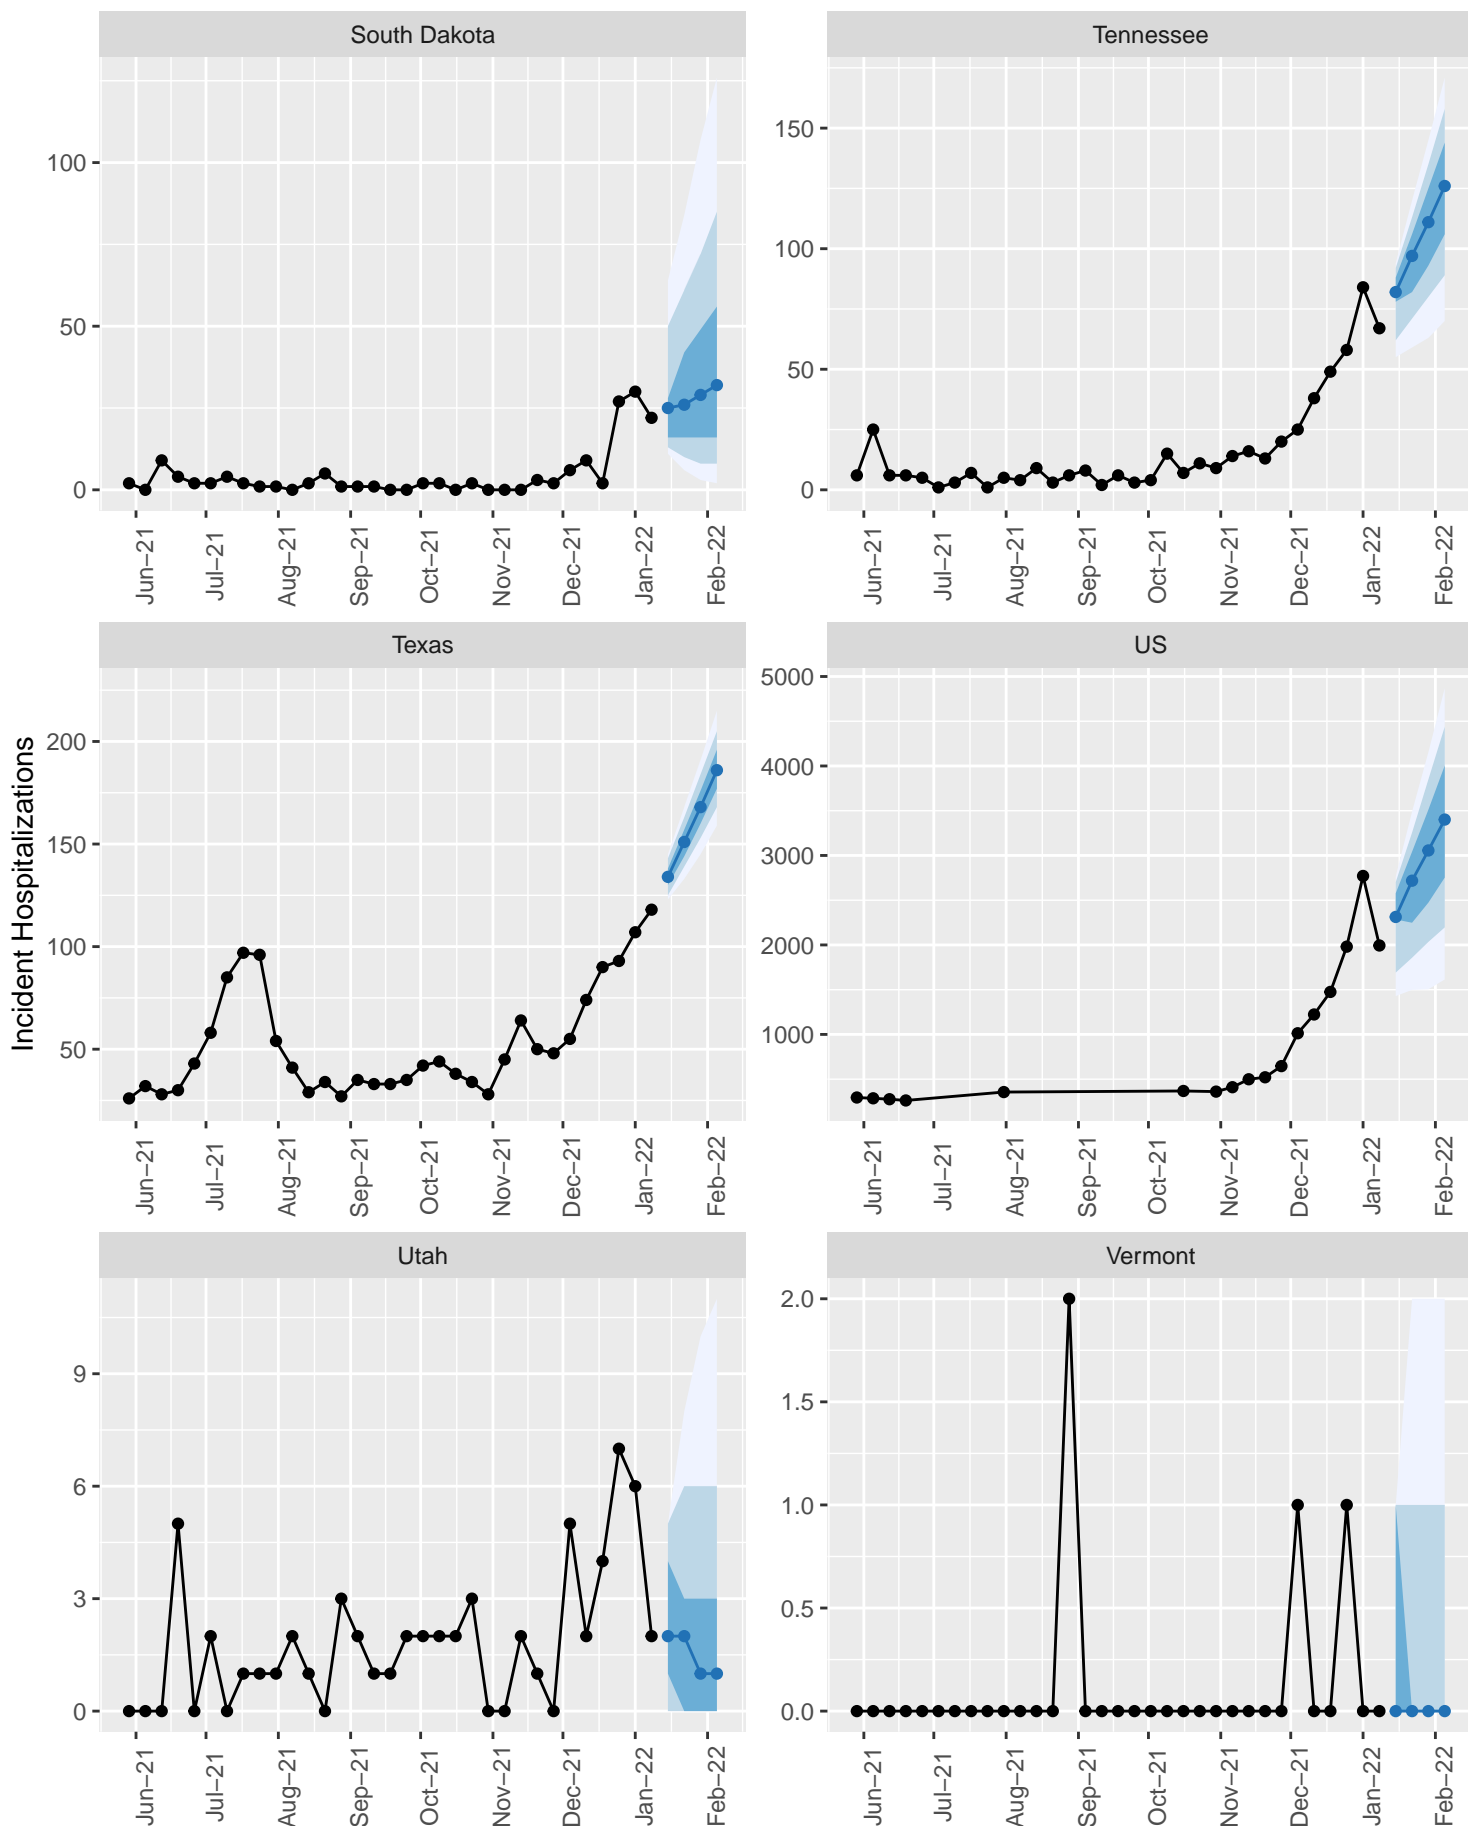 South Dakota
Tennessee
100
50
0
150
100
50
0
Jun−21
Jul−21
Aug−21
Sep−21
Oct−21
Nov−21
Dec−21
Jan−22
Feb−22
Jun−21
Jul−21
Aug−21
Sep−21
Oct−21
Nov−21
Dec−21
Jan−22
Feb−22
Incident Hospitalizations
Texas
US
200
150
100
50
5000
4000
3000
2000
1000
Jun−21
Jul−21
Aug−21
Sep−21
Oct−21
Nov−21
Dec−21
Jan−22
Feb−22
Jun−21
Jul−21
Aug−21
Sep−21
Oct−21
Nov−21
Dec−21
Jan−22
Feb−22
Utah
Vermont
9
6
3
0
2.0
1.5
1.0
0.5
0.0
Jun−21
Jul−21
Aug−21
Sep−21
Oct−21
Nov−21
Dec−21
Jan−22
Feb−22
Jun−21
Jul−21
Aug−21
Sep−21
Oct−21
Nov−21
Dec−21
Jan−22
Feb−22